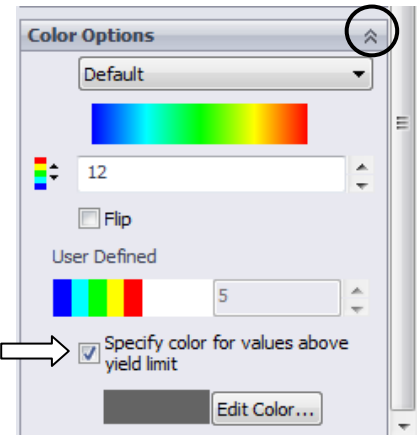 Color Options
Default
12
Flip
User Defined
5
Specify color for values above
yield limit
Edit Color...